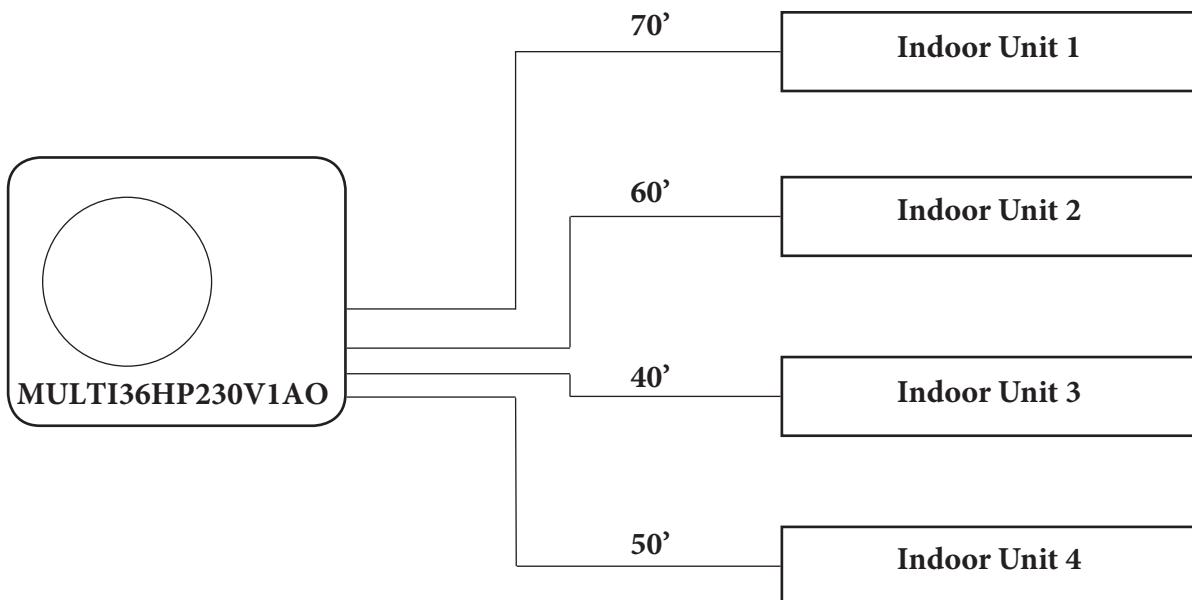 70’
Indoor Unit 1
60’
Indoor Unit 2
MULTI36HP230V1AO
40’
Indoor Unit 3
50’
Indoor Unit 4